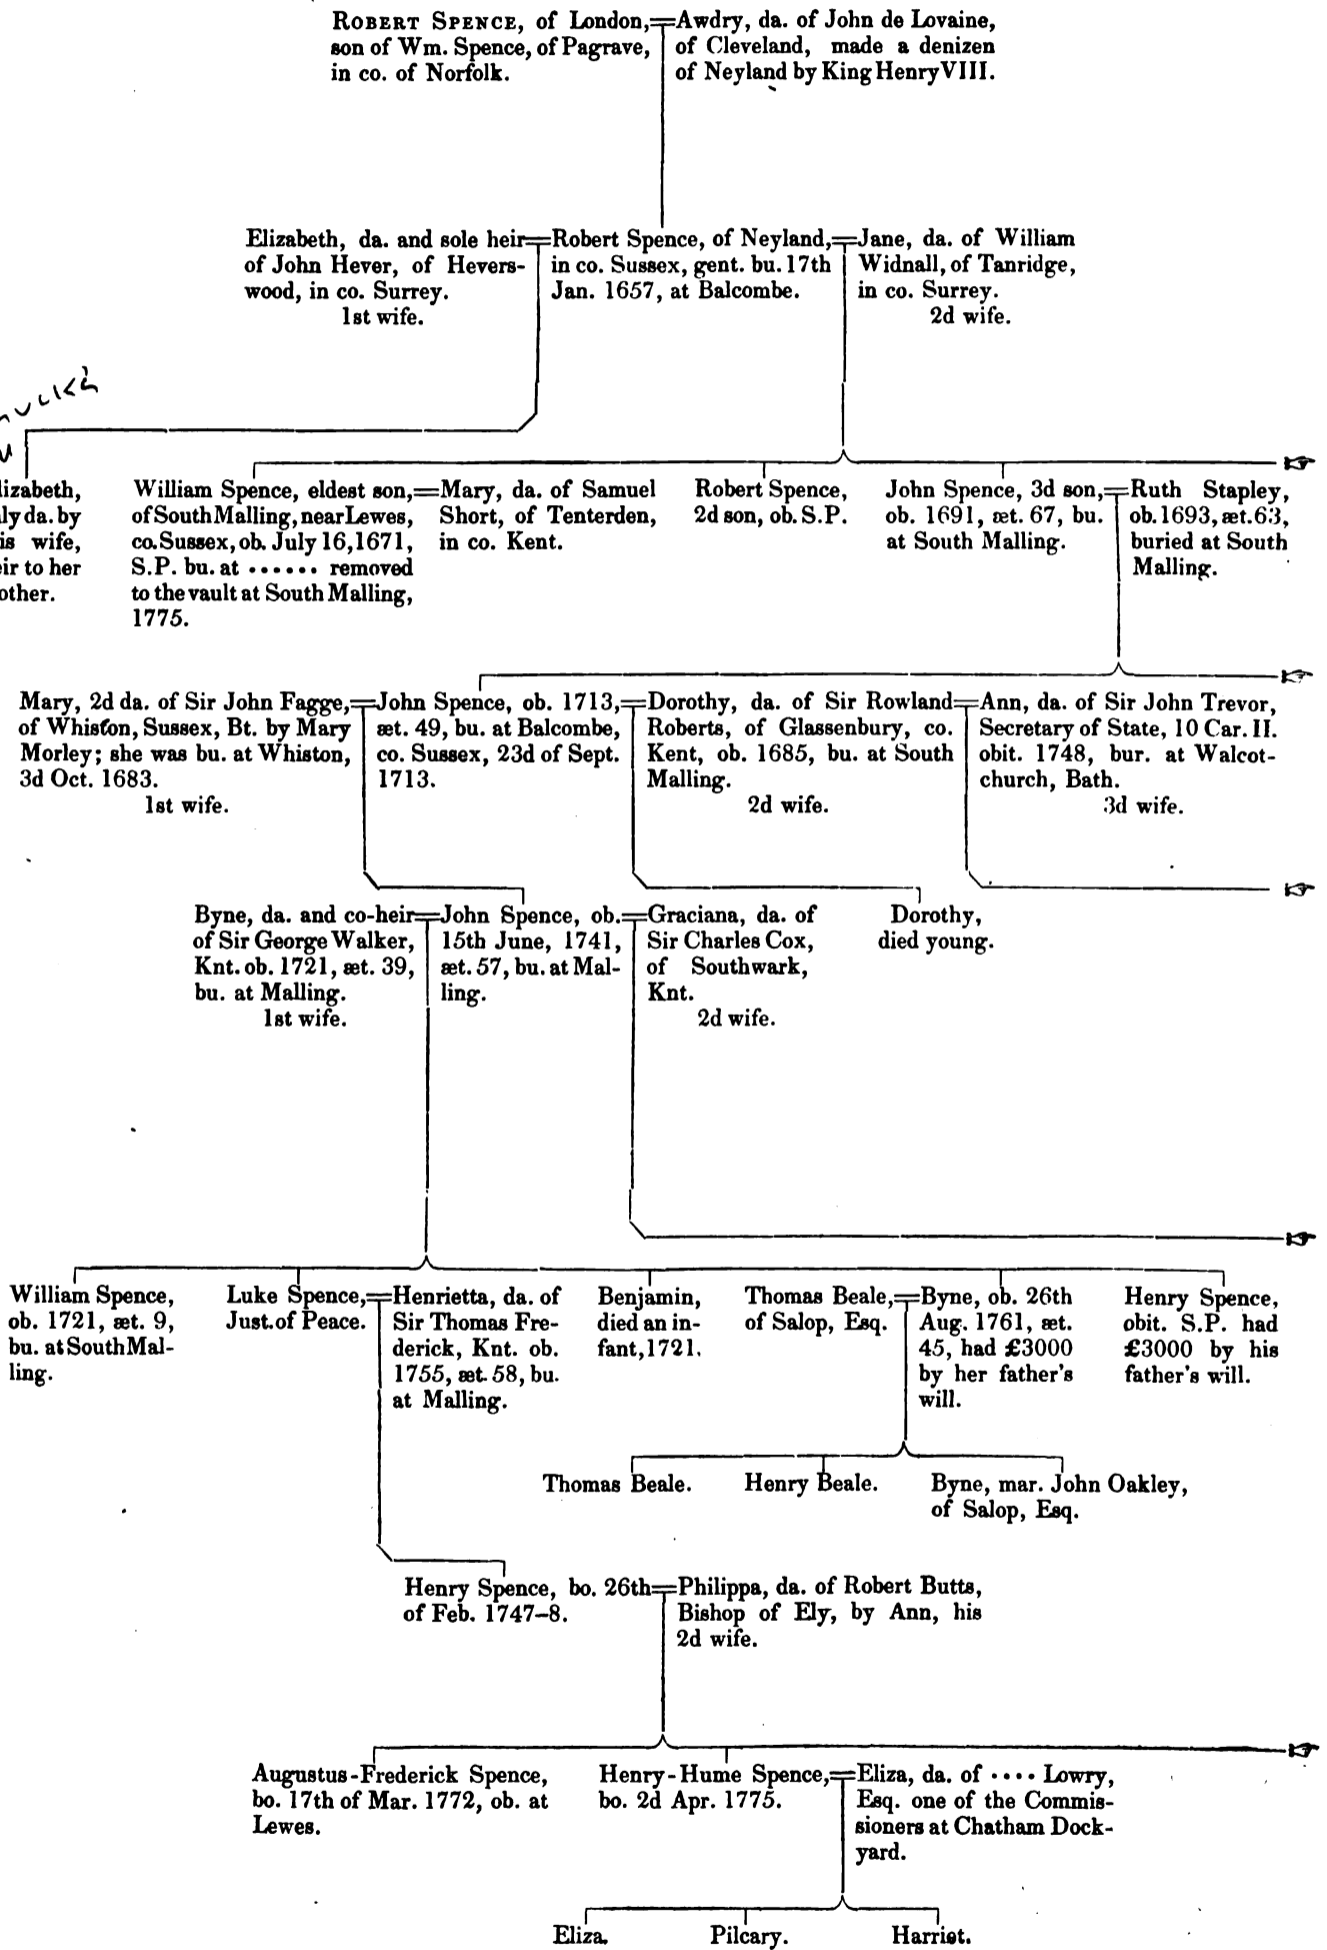 ROBERT SPENCE, of London,
son of Wm. Spence, of Pagrave,
in co. of Norfolk.
Awdry, da. of John de Lovaine,
of Cleveland, made a denizen
of Neyland by King Henry VIII.
Elizabeth, da. and sole heir
of John Hever, of Hevers-
wood, in co. Surrey.
1st wife.
Robert Spence, of Neyland,
in co. Sussex, gent. bu. 17th
Jan. 1657, at Balcombe.
Jane, da. of William
Widnall, of Tanridge,
in co. Surrey.
2d wife.
lizabeth,
ly da. by
is wife,
eir to her
other.
William Spence, eldest son,
of South Malling, near Lewes,
co. Sussex, ob. July 16, 1671,
S.P. bu. at ······ removed
to the vault at South Malling,
1775.
Mary, da. of Samuel
Short, of Tenterden,
in co. Kent.
Robert Spence,
2d son, ob. S.P.
John Spence, 3d son,
ob. 1691, æt. 67, bu.
at South Malling.
Ruth Stapley,
ob. 1693, æt. 63,
buried at South
Malling.
Mary, 2d da. of Sir John Fagge,
of Whiston, Sussex, Bt. by Mary
Morley; she was bu. at Whiston,
3d Oct. 1683.
1st wife.
John Spence, ob. 1713,
æt. 49, bu. at Balcombe,
co. Sussex, 23d of Sept.
1713.
Dorothy, da. of Sir Rowland
Roberts, of Glassenbury, co.
Kent, ob. 1685, bu. at South
Malling.
2d wife.
Ann, da. of Sir John Trevor,
Secretary of State, 10 Car. II.
obit. 1748, bur. at Walcot-
church, Bath.
3d wife.
Byne, da. and co-heir
of Sir George Walker,
Knt. ob. 1721, æt. 39,
bu. at Malling.
1st wife.
John Spence, ob.
15th June, 1741,
æt. 57, bu. at Mal-
ling.
Graciana, da. of
Sir Charles Cox,
of Southwark,
Knt.
2d wife.
Dorothy,
died young.
William Spence,
ob. 1721, æt. 9,
bu. at South Mal-
ling.
Luke Spence,
Just. of Peace.
Henrietta, da. of
Sir Thomas Fre-
derick, Knt. ob.
1755, æt. 58, bu.
at Malling.
Benjamin,
died an in-
fant, 1721.
Thomas Beale,
of Salop, Esq.
Byne, ob. 26th
Aug. 1761, æt.
45, had £3000
by her father's
will.
Henry Spence,
obit. S.P. had
£3000 by his
father's will.
Thomas Beale.
Henry Beale.
Byne, mar. John Oakley,
of Salop, Esq.
Henry Spence, bo. 26th
of Feb. 1747-8.
Philippa, da. of Robert Butts,
Bishop of Ely, by Ann, his
2d wife.
Augustus-Frederick Spence,
bo. 17th of Mar. 1772, ob. at
Lewes.
Henry-Hume Spence,
bo. 2d Apr. 1775.
Eliza, da. of ···· Lowry,
Esq. one of the Commis-
sioners at Chatham Dock-
yard.
Eliza.
Pilcary.
Harriet.